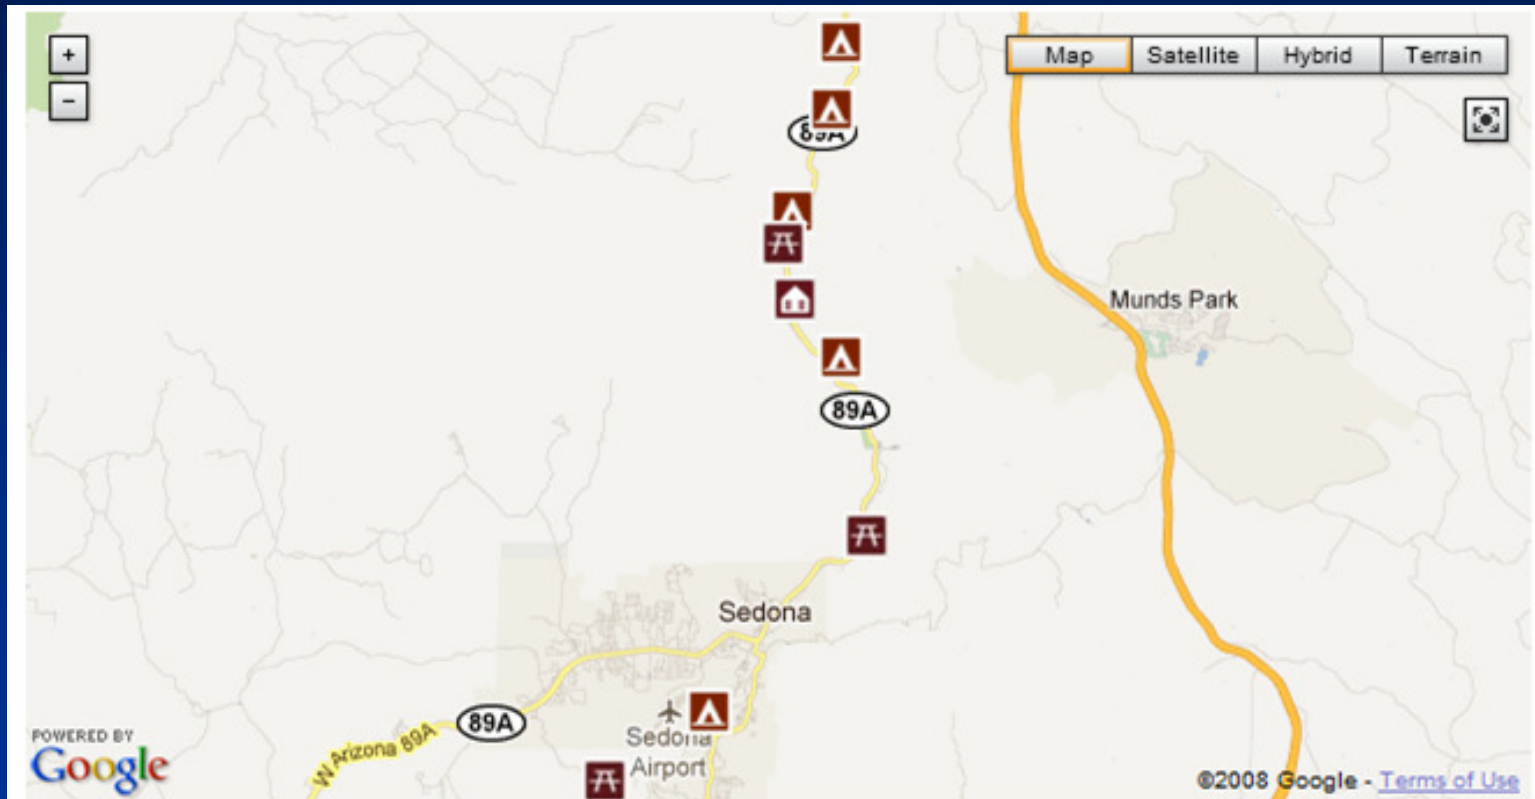 +
−
Map
Satellite
Hybrid
Terrain
89A
Munds Park
89A
Sedona
89A
W Arizona 89A
Sedona
Airport
POWERED BY
Google
©2008 Google - Terms of Use